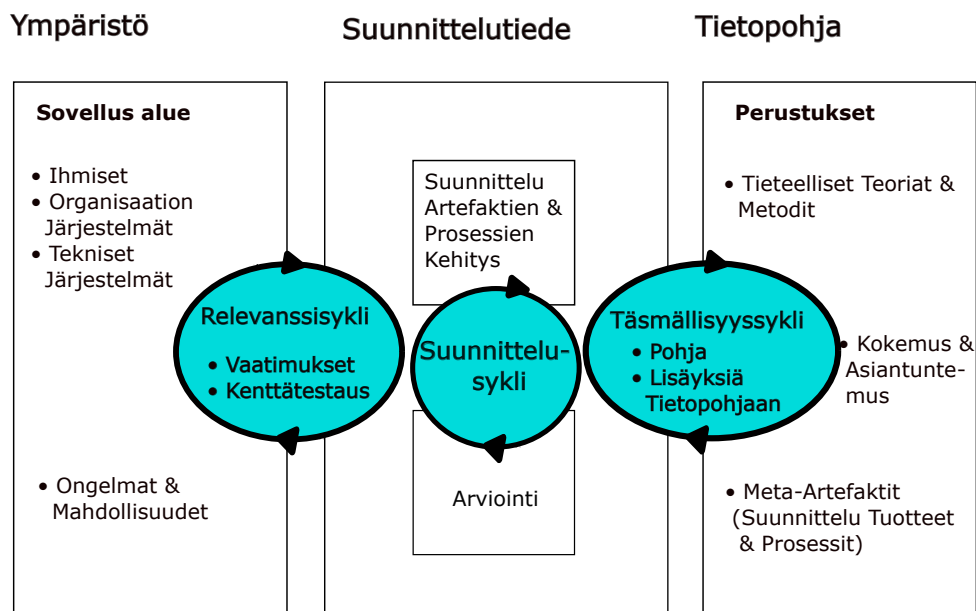 Ympäristö
Suunnittelutiede
Tietopohja
Sovellus alue
• Ihmiset
• Organisaation
Järjestelmät
• Tekniset
Järjestelmät
Relevanssisykli
• Vaatimukset
• Kenttätestaus
• Ongelmat &
Mahdollisuudet
Suunnittelu
Artefaktien &
Prosessien
Kehitys
Suunnittelu-
sykli
Arviointi
Perustukset
• Tieteelliset Teoriat &
Metodit
Täsmällisyyssykli
• Pohja
• Lisäyksiä
Tietopohjaan
• Kokemus &
Asiantunte-
mus
• Meta-Artefaktit
(Suunnittelu Tuotteet
& Prosessit)